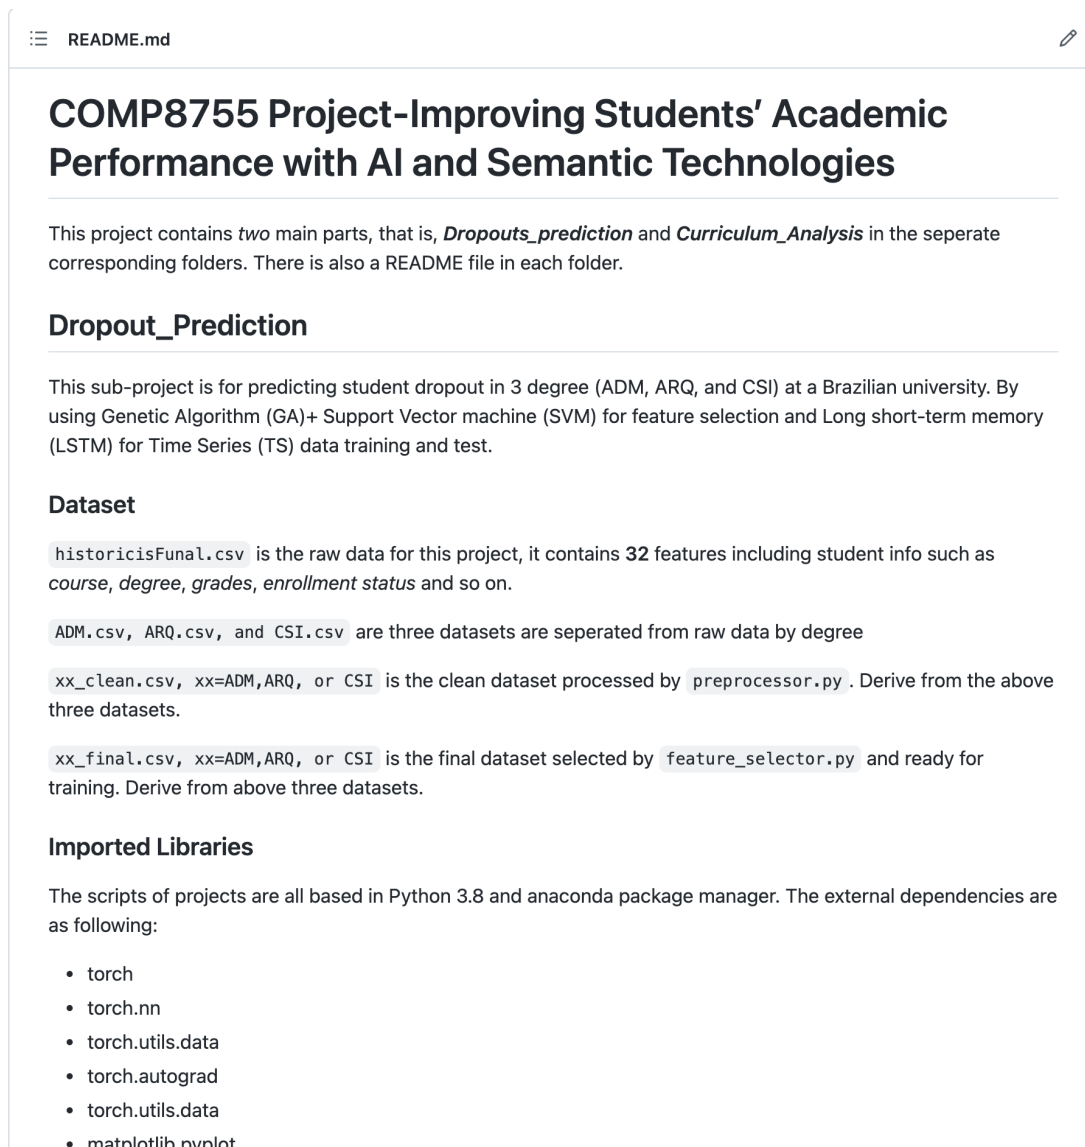 README.md
COMP8755 Project-Improving Students’ Academic
Performance with AI and Semantic Technologies
This project contains two main parts, that is, Dropouts_prediction and Curriculum_Analysis in the seperate
corresponding folders. There is also a README file in each folder.
Dropout_Prediction
This sub-project is for predicting student dropout in 3 degree (ADM, ARQ, and CSI) at a Brazilian university. By
using Genetic Algorithm (GA)+ Support Vector machine (SVM) for feature selection and Long short-term memory
(LSTM) for Time Series (TS) data training and test.
Dataset
historicisFunal.csv is the raw data for this project, it contains 32 features including student info such as
course, degree, grades, enrollment status and so on.
ADM.csv, ARQ.csv, and CSI.csv are three datasets are seperated from raw data by degree
xx_clean.csv, xx=ADM,ARQ, or CSI is the clean dataset processed by preprocessor.py . Derive from the above
three datasets.
xx_final.csv, xx=ADM,ARQ, or CSI is the final dataset selected by feature_selector.py and ready for
training. Derive from above three datasets.
Imported Libraries
The scripts of projects are all based in Python 3.8 and anaconda package manager. The external dependencies are
as following:
• torch
• torch.nn
• torch.utils.data
• torch.autograd
• torch.utils.data
• matplotlib.pyplot